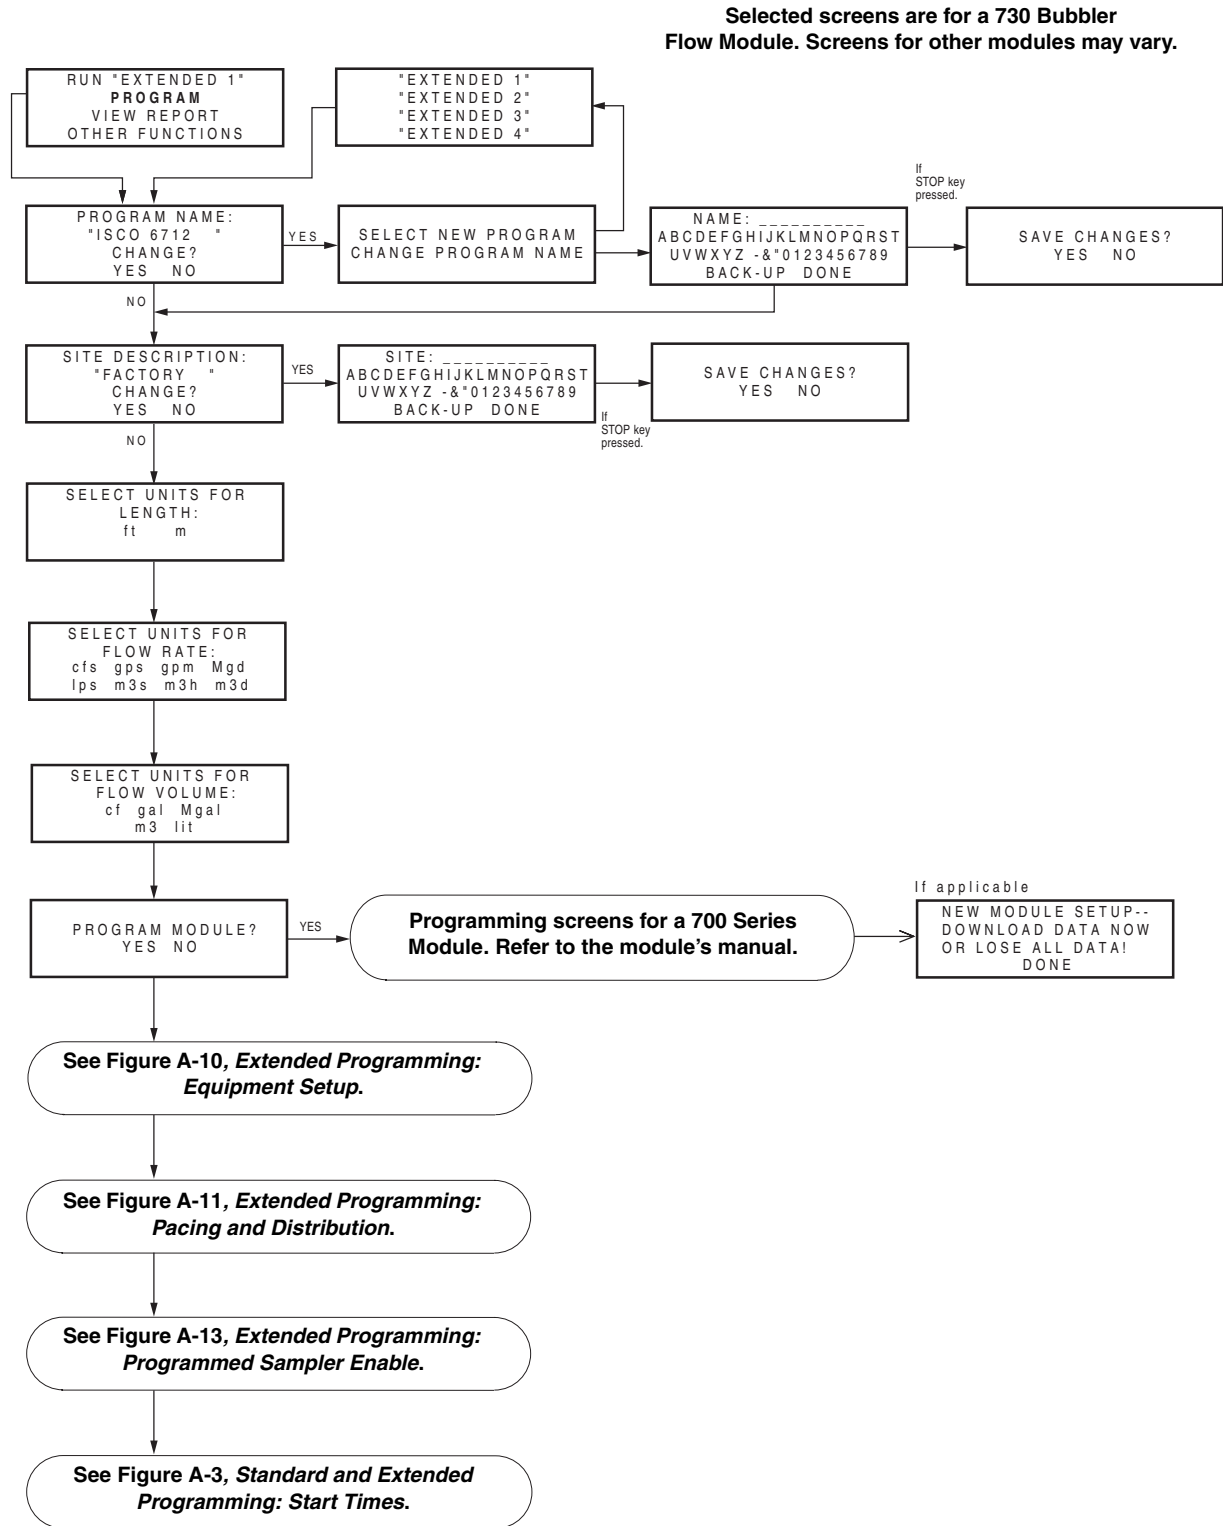 Selected screens are for a 730 Bubbler
Flow Module. Screens for other modules may vary.
RUN "EXTENDED 1"
PROGRAM
VIEW REPORT
OTHER FUNCTIONS
"EXTENDED 1"
"EXTENDED 2"
"EXTENDED 3"
"EXTENDED 4"
PROGRAM NAME:
"ISCO 6712  "
CHANGE?
YES  NO
YES
SELECT NEW PROGRAM
CHANGE PROGRAM NAME
NAME: __________
ABCDEFGHIJKLMNOPQRST
UVWXYZ -&"0123456789
BACK-UP  DONE
If
STOP key
pressed.
SAVE CHANGES?
YES  NO
NO
SITE DESCRIPTION:
"FACTORY  "
CHANGE?
YES  NO
YES
SITE: __________
ABCDEFGHIJKLMNOPQRST
UVWXYZ -&"0123456789
BACK-UP  DONE
If
STOP key
pressed.
SAVE CHANGES?
YES  NO
NO
SELECT UNITS FOR
LENGTH:
ft  m
SELECT UNITS FOR
FLOW RATE:
cfs  gps  gpm  Mgd
lps  m3s  m3h  m3d
SELECT UNITS FOR
FLOW VOLUME:
cf  gal  Mgal
m3  lit
PROGRAM MODULE?
YES  NO
YES
Programming screens for a 700 Series
Module. Refer to the module's manual.
If applicable
NEW MODULE SETUP--
DOWNLOAD DATA NOW
OR LOSE ALL DATA!
DONE
See Figure A-10, Extended Programming:
Equipment Setup.
See Figure A-11, Extended Programming:
Pacing and Distribution.
See Figure A-13, Extended Programming:
Programmed Sampler Enable.
See Figure A-3, Standard and Extended
Programming: Start Times.